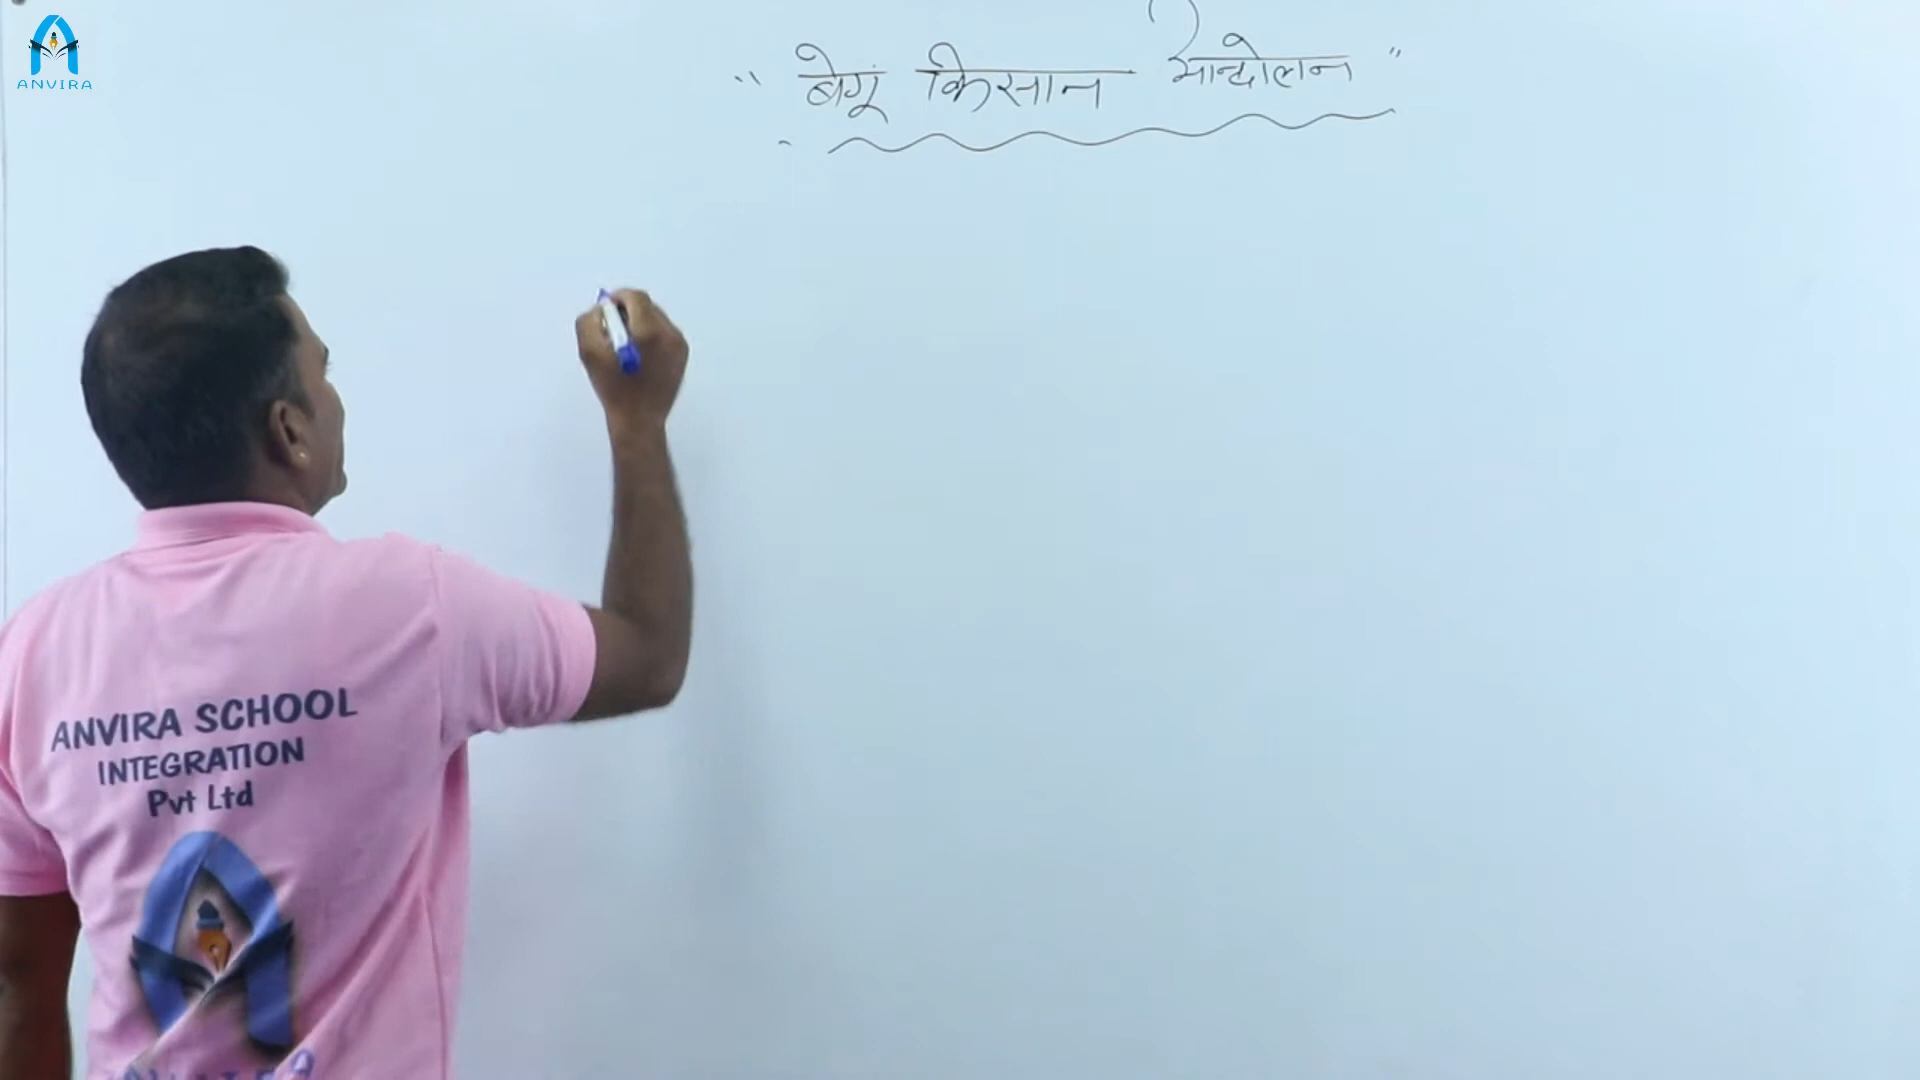 ANVIRA
" बेगूं किसान आन्दोलन "
ANVIRA SCHOOL
INTEGRATION
Pvt Ltd